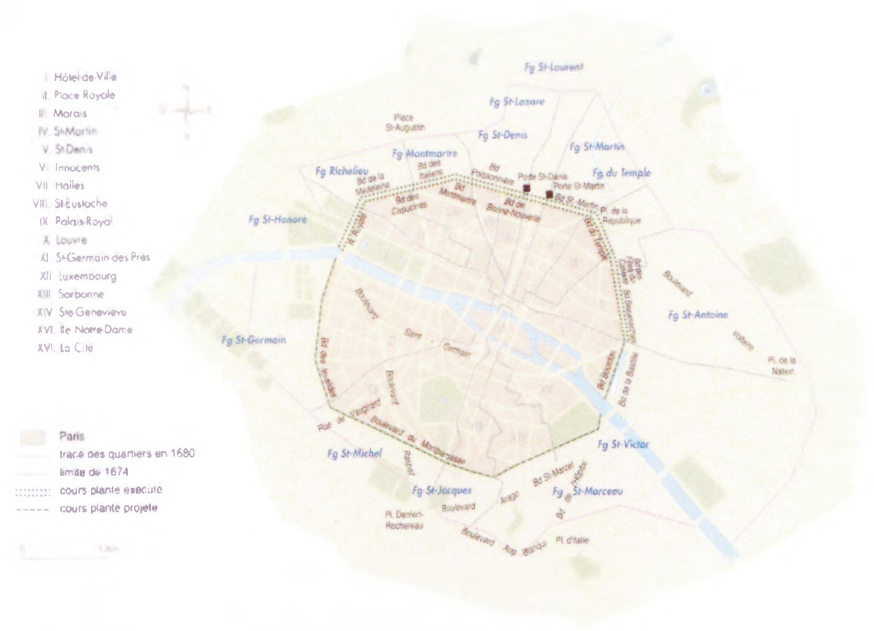 I. Hôtel-de-Ville
II. Place Royale
III. Marais
IV. St-Martin
V. St-Denis
VI. Innocents
VII. Halles
VIII. St-Eustache
IX. Palais-Royal
X. Louvre
XI. St-Germain-des-Prés
XII. Luxembourg
XIII. Sorbonne
XIV. Ste-Geneviève
XVI. Île Notre-Dame
XVI. La Cité
Paris
tracé des quartiers en 1680
limite de 1674
cours planté exécuté
cours planté projeté
Fg St-Laurent
Fg St-Lazare
Place
St-Augustin
Fg St-Denis
Fg St-Martin
Fg Montmartre
Fg Richelieu
Bd de la
Madeleine
Bd des
Italiens
Bd
Poissonnière
Porte St-Denis
Porte St-Martin
Fg du Temple
Bd des
Capucines
Bd
Montmartre
Bd de
Bonne-Nouvelle
Bd St-Martin
Pl. de la
République
Fg St-Honoré
R. Royale
Bd du Temple
Bd Beaumarchais
Boulevard
Voltaire
Fg St-Antoine
Pl. de la
Nation
Boulevard
Saint - Germain
Fg St-Germain
Bd des Invalides
Boulevard
Raspail
Bd Bourdon
Bd de la Bastille
Rue de Vaugirard
Boulevard du Montparnasse
Fg St-Michel
Fg St-Victor
Fg St-Jacques
Bd St-Marcel
Fg St-Marceau
Bd de l'Hôpital
Boulevard
Arago
Pl. Denfert-
Rochereau
Boulevard Aug. Blanqui
Pl. d'Italie